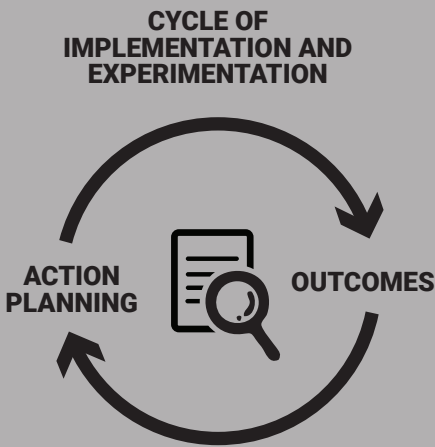 CYCLE OF
IMPLEMENTATION AND
EXPERIMENTATION
ACTION
PLANNING
OUTCOMES